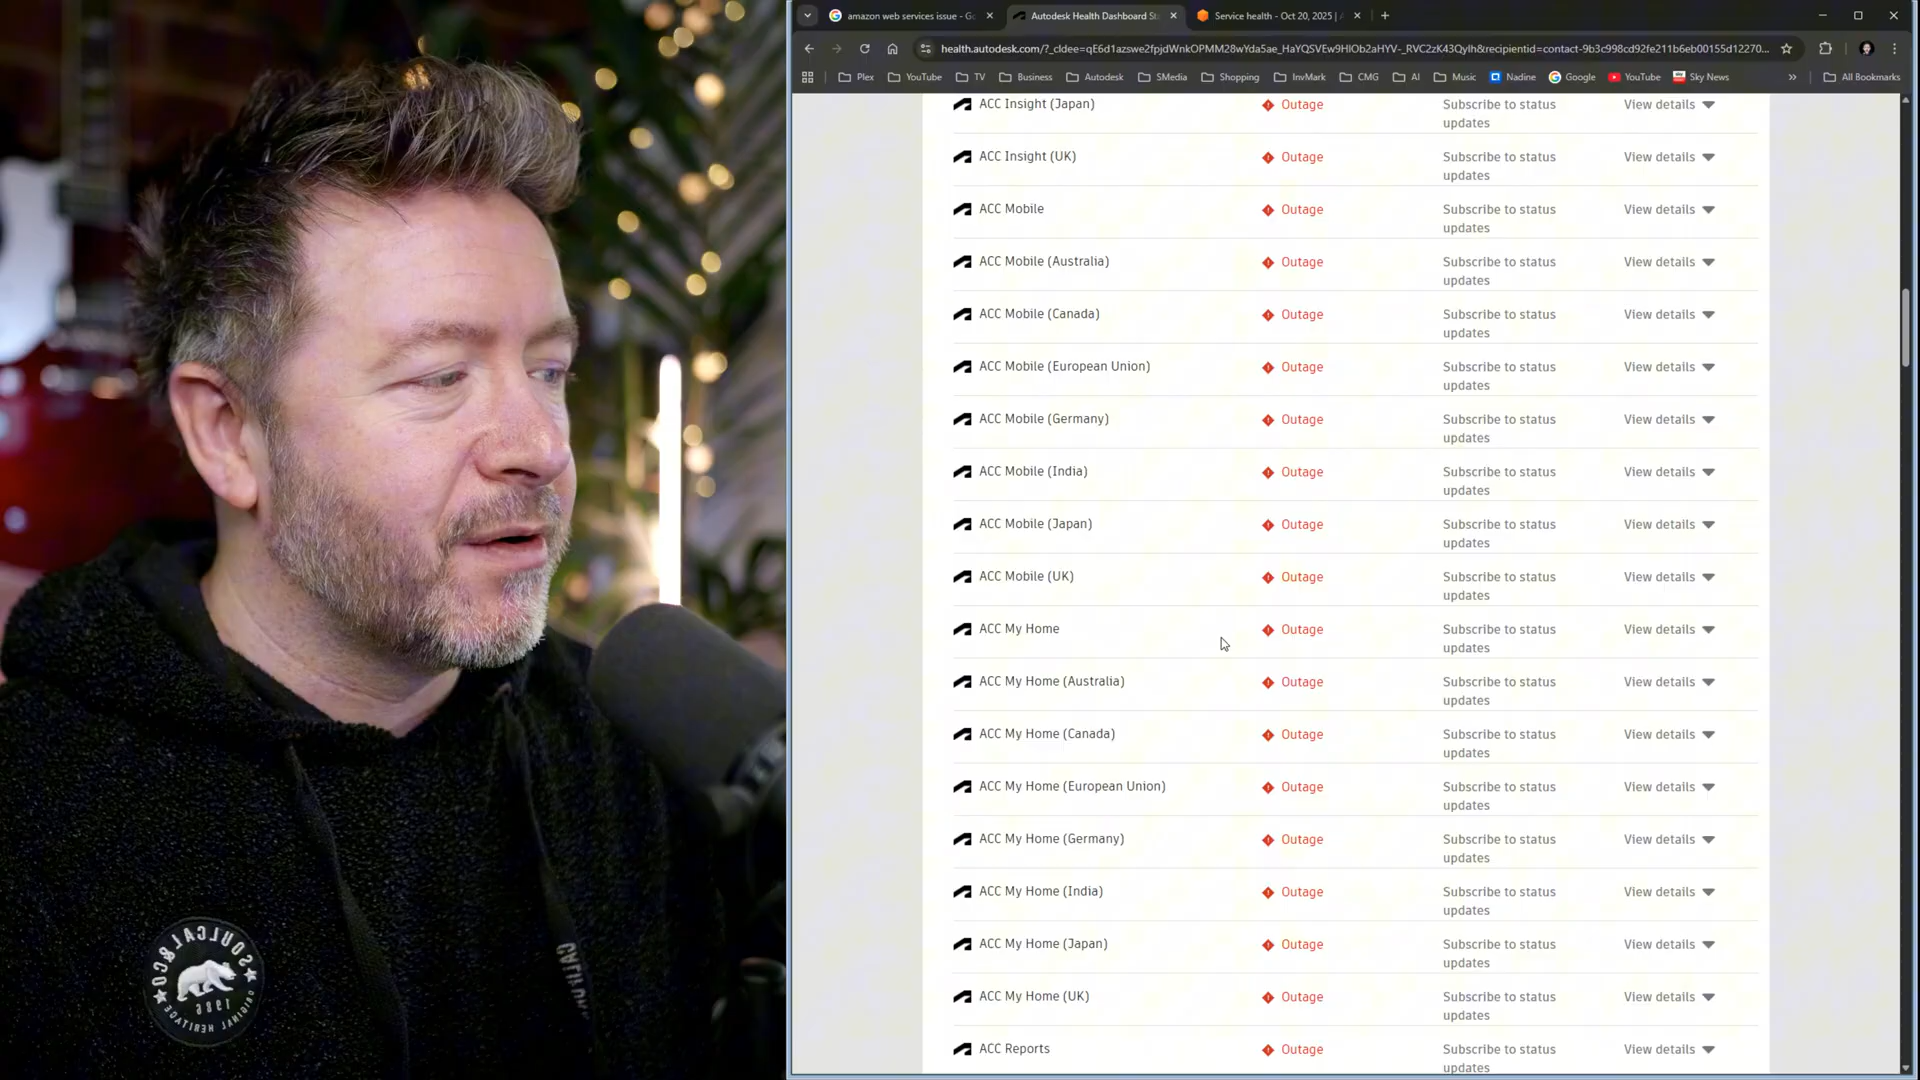 amazon web services issue - Go
Autodesk Health Dashboard St
Service health - Oct 20, 2025 |
health.autodesk.com/?_cldee=qE6d1azswe2fpjdWnkOPMM28wYda5ae_HaYQSVEw9HlOb2aHYV-_RVC2zK43Qylh&recipientid=contact-9b3c998cd92fe211b6eb00155d12270...
Plex YouTube TV Business Autodesk SMedia Shopping InvMark CMG AI Music Nadine Google YouTube Sky News » All Bookmarks
ACC Insight (Japan) Outage Subscribe to status View details
updates
ACC Insight (UK) Outage Subscribe to status View details
updates
ACC Mobile Outage Subscribe to status View details
updates
ACC Mobile (Australia) Outage Subscribe to status View details
updates
ACC Mobile (Canada) Outage Subscribe to status View details
updates
ACC Mobile (European Union) Outage Subscribe to status View details
updates
ACC Mobile (Germany) Outage Subscribe to status View details
updates
ACC Mobile (India) Outage Subscribe to status View details
updates
ACC Mobile (Japan) Outage Subscribe to status View details
updates
ACC Mobile (UK) Outage Subscribe to status View details
updates
ACC My Home Outage Subscribe to status View details
updates
ACC My Home (Australia) Outage Subscribe to status View details
updates
ACC My Home (Canada) Outage Subscribe to status View details
updates
ACC My Home (European Union) Outage Subscribe to status View details
updates
ACC My Home (Germany) Outage Subscribe to status View details
updates
ACC My Home (India) Outage Subscribe to status View details
updates
ACC My Home (Japan) Outage Subscribe to status View details
updates
ACC My Home (UK) Outage Subscribe to status View details
updates
ACC Reports Outage Subscribe to status View details
updates
SOULCAL&CO
1986
ORIGINAL HERITAGE